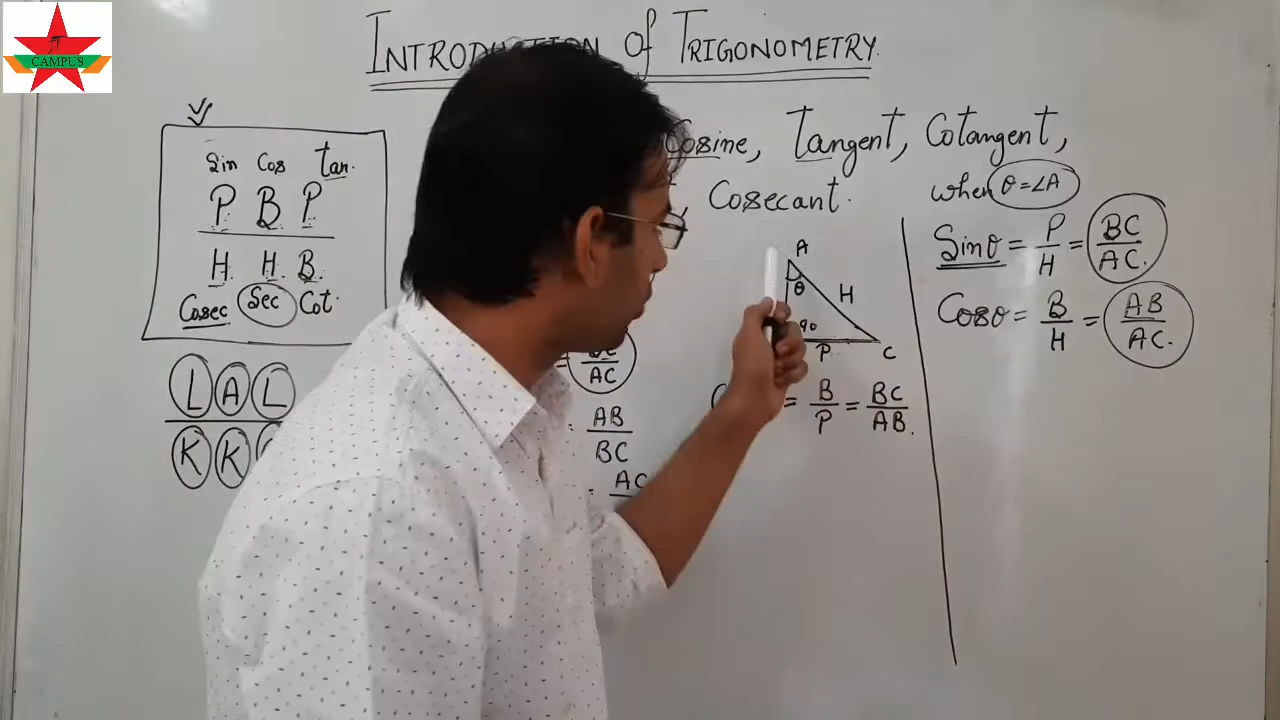 CAMPUS
INTRODUCTION of TRIGONOMETRY.
Cosine, Tangent, Cotangent,
Cosecant.
Sin Cos tan.
P B P
H. H. B.
Cosec Sec Cot.
L A L
K K
= BC
AC
AB
BC
= AC
A
θ
H
90
P
C
= B/P = BC/AB.
when θ = ∠A
Sinθ = P/H = BC/AC.
Cosθ = B/H = AB/AC.